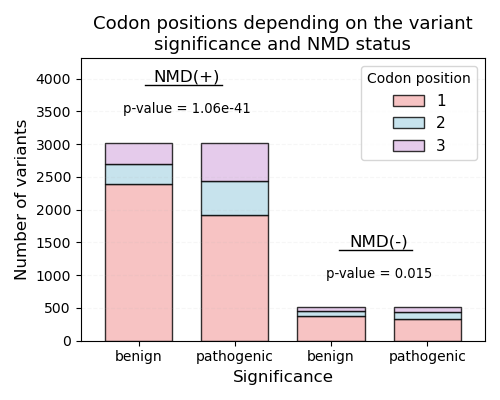 Codon positions depending on the variant
significance and NMD status
Number of variants
4000
3500
3000
2500
2000
1500
1000
500
0
NMD(+)
p-value = 1.06e-41
Codon position
1
2
3
NMD(-)
p-value = 0.015
benign
pathogenic
benign
pathogenic
Significance